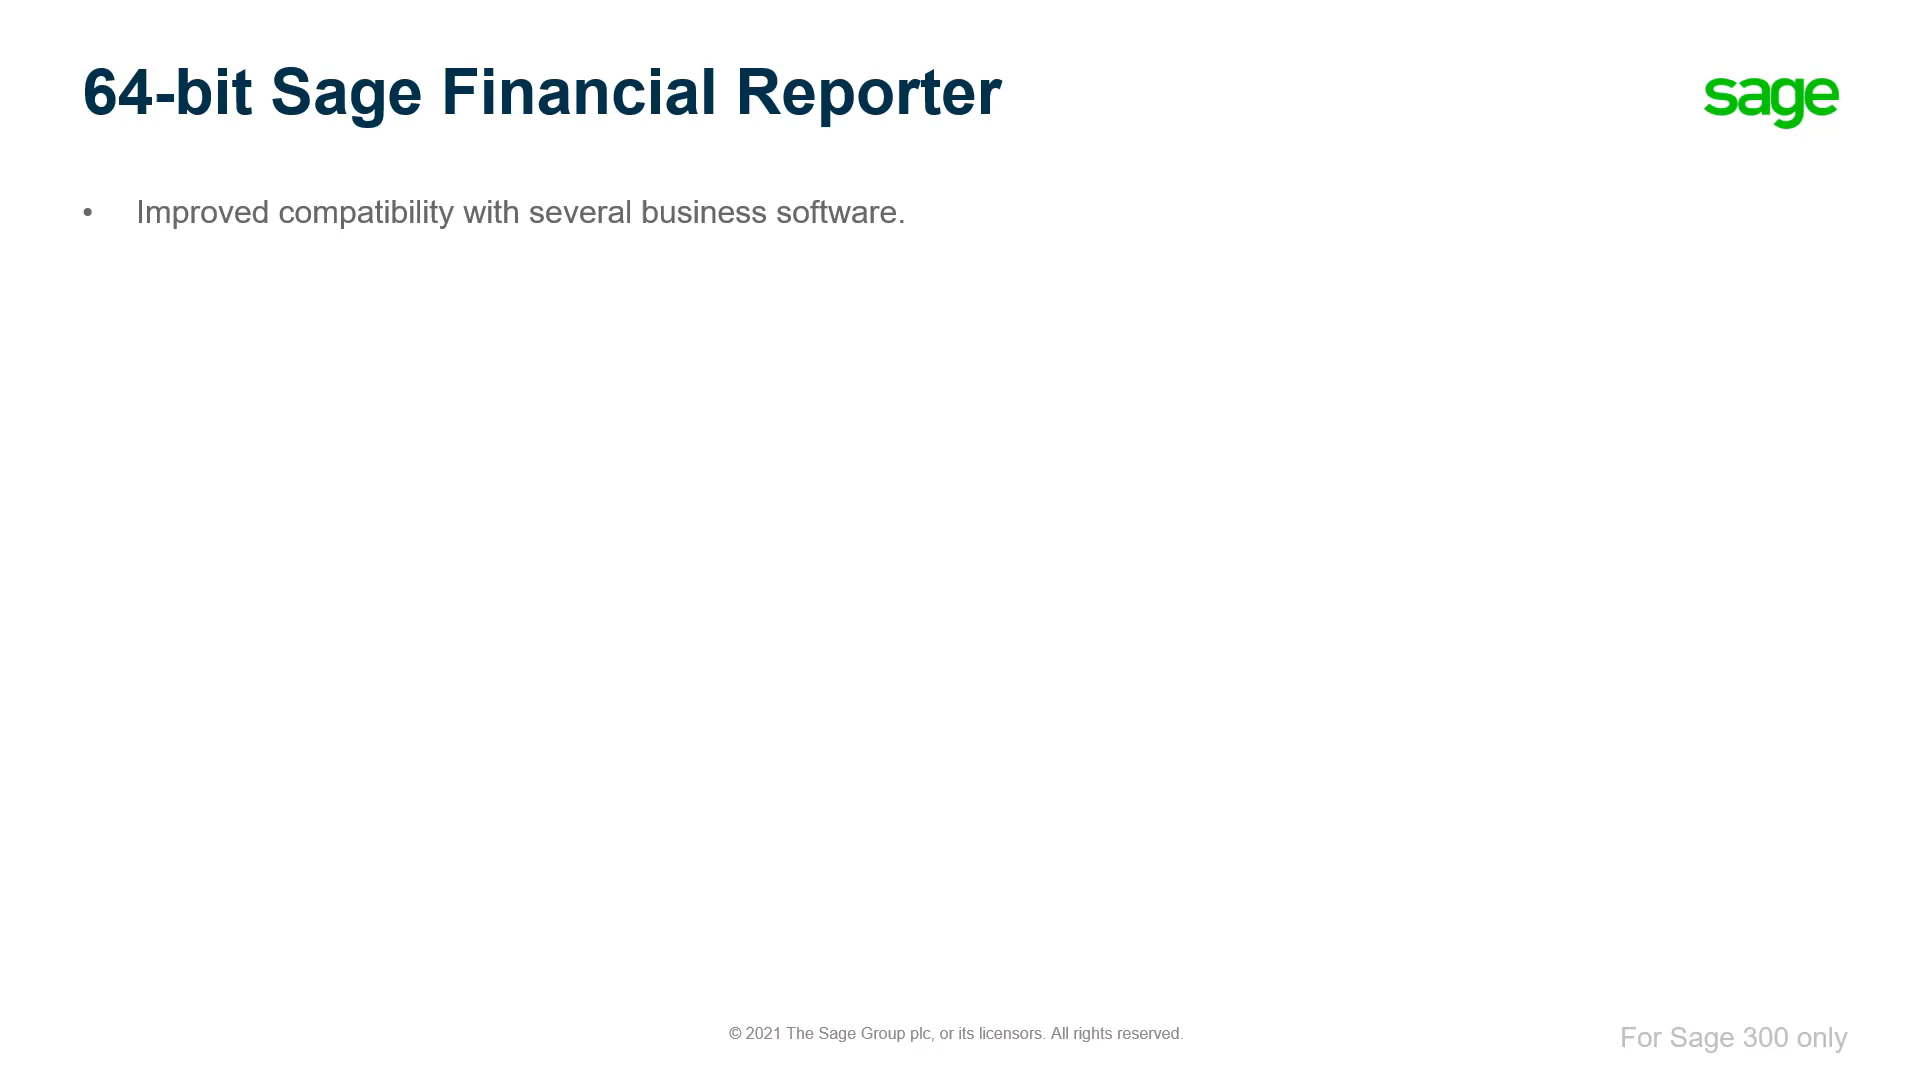 64-bit Sage Financial Reporter
sage
• Improved compatibility with several business software.
© 2021 The Sage Group plc, or its licensors. All rights reserved.
For Sage 300 only